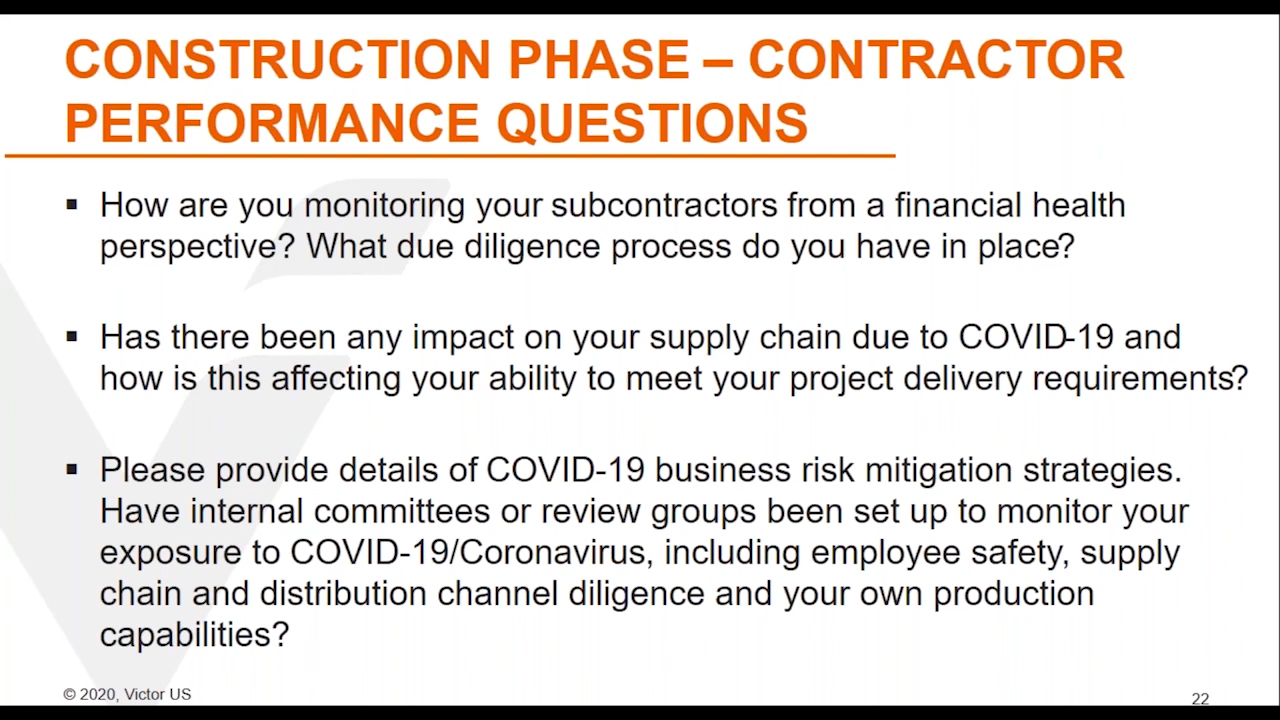 CONSTRUCTION PHASE – CONTRACTOR
PERFORMANCE QUESTIONS
▪ How are you monitoring your subcontractors from a financial health
perspective? What due diligence process do you have in place?
▪ Has there been any impact on your supply chain due to COVID-19 and
how is this affecting your ability to meet your project delivery requirements?
▪ Please provide details of COVID-19 business risk mitigation strategies.
Have internal committees or review groups been set up to monitor your
exposure to COVID-19/Coronavirus, including employee safety, supply
chain and distribution channel diligence and your own production
capabilities?
© 2020, Victor US
22